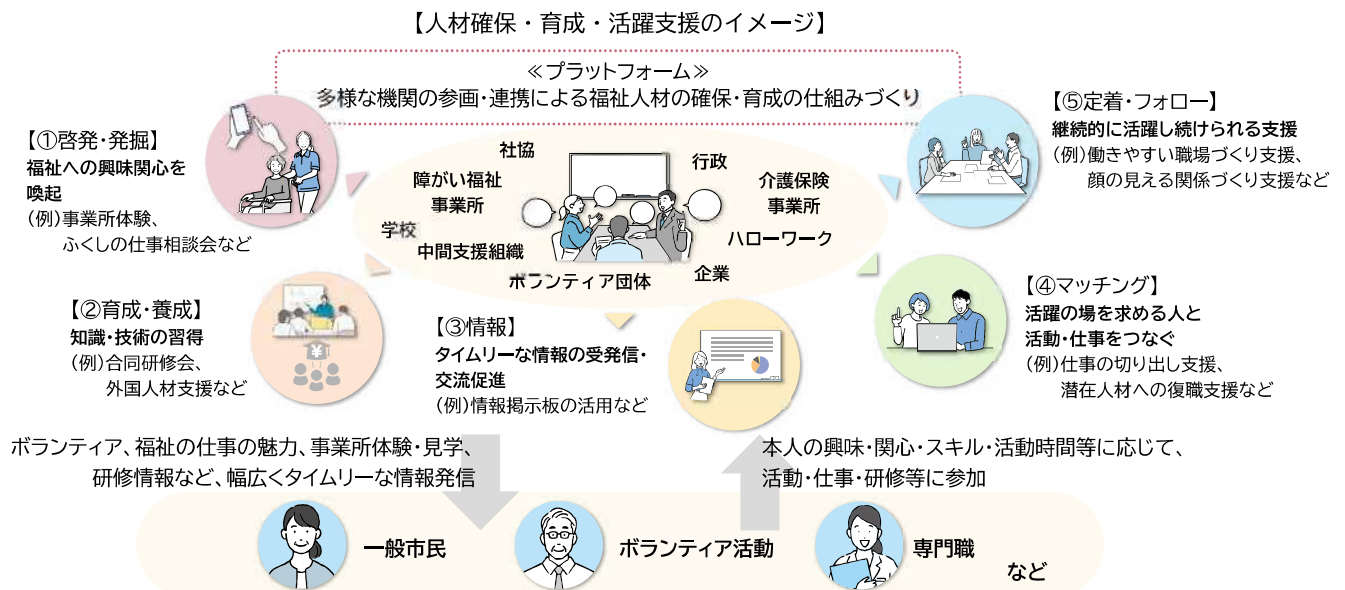 【人材確保・育成・活躍支援のイメージ】
≪プラットフォーム≫
多様な機関の参画・連携による福祉人材の確保・育成の仕組みづくり
【①啓発・発掘】
福祉への興味関心を
喚起
（例）事業所体験、
ふくしの仕事相談会など
【②育成・養成】
知識・技術の習得
（例）合同研修会、
外国人材支援など
社協
行政
障がい福祉
事業所
介護保険
事業所
学校
中間支援組織
ハローワーク
ボランティア団体
企業
【③情報】
タイムリーな情報の受発信・
交流促進
（例）情報掲示板の活用など
【⑤定着・フォロー】
継続的に活躍し続けられる支援
（例）働きやすい職場づくり支援、
顔の見える関係づくり支援など
【④マッチング】
活躍の場を求める人と
活動・仕事をつなぐ
（例）仕事の切り出し支援、
潜在人材への復職支援など
¥
ボランティア、福祉の仕事の魅力、事業所体験・見学、
研修情報など、幅広くタイムリーな情報発信
本人の興味・関心・スキル・活動時間等に応じて、
活動・仕事・研修等に参加
一般市民
ボランティア活動
専門職
など